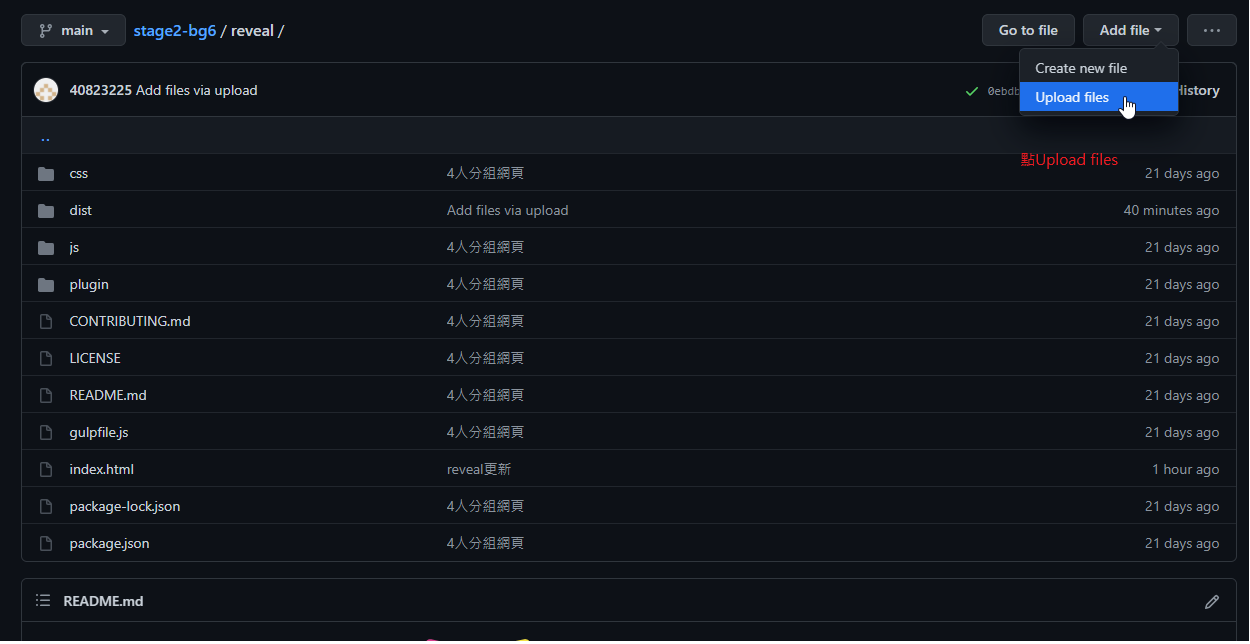 main stage2-bg6 / reveal / Go to file Add file ...
Create new file
40823225 Add files via upload 0ebdb History
Upload files
..
點Upload files
css 4人分組網頁 21 days ago
dist Add files via upload 40 minutes ago
js 4人分組網頁 21 days ago
plugin 4人分組網頁 21 days ago
CONTRIBUTING.md 4人分組網頁 21 days ago
LICENSE 4人分組網頁 21 days ago
README.md 4人分組網頁 21 days ago
gulpfile.js 4人分組網頁 21 days ago
index.html reveal更新 1 hour ago
package-lock.json 4人分組網頁 21 days ago
package.json 4人分組網頁 21 days ago
README.md